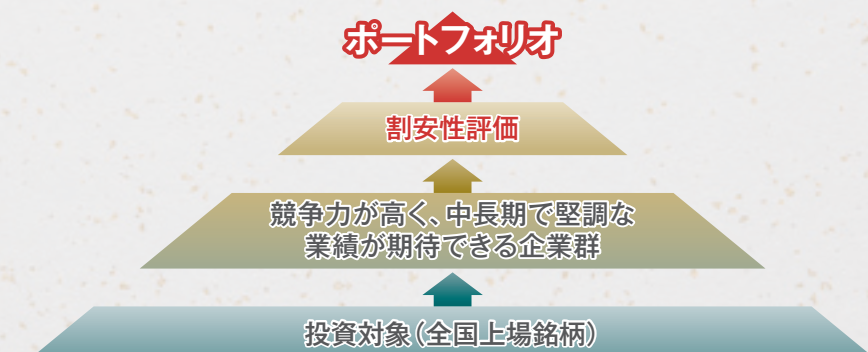 ポートフォリオ
割安性評価
競争力が高く、中長期で堅調な
業績が期待できる企業群
投資対象(全国上場銘柄)